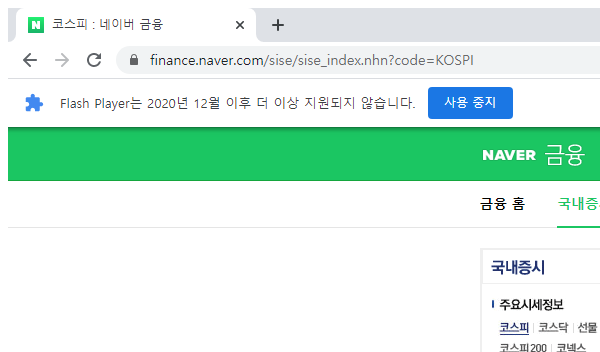 코스피 : 네이버 금융
finance.naver.com/sise/sise_index.nhn?code=KOSPI
Flash Player는 2020년 12월 이후 더 이상 지원되지 않습니다. 사용 중지
NAVER 금융
금융 홈 국내증
국내증시
주요시세정보
코스피 코스닥 선물
코스피200 코넥스